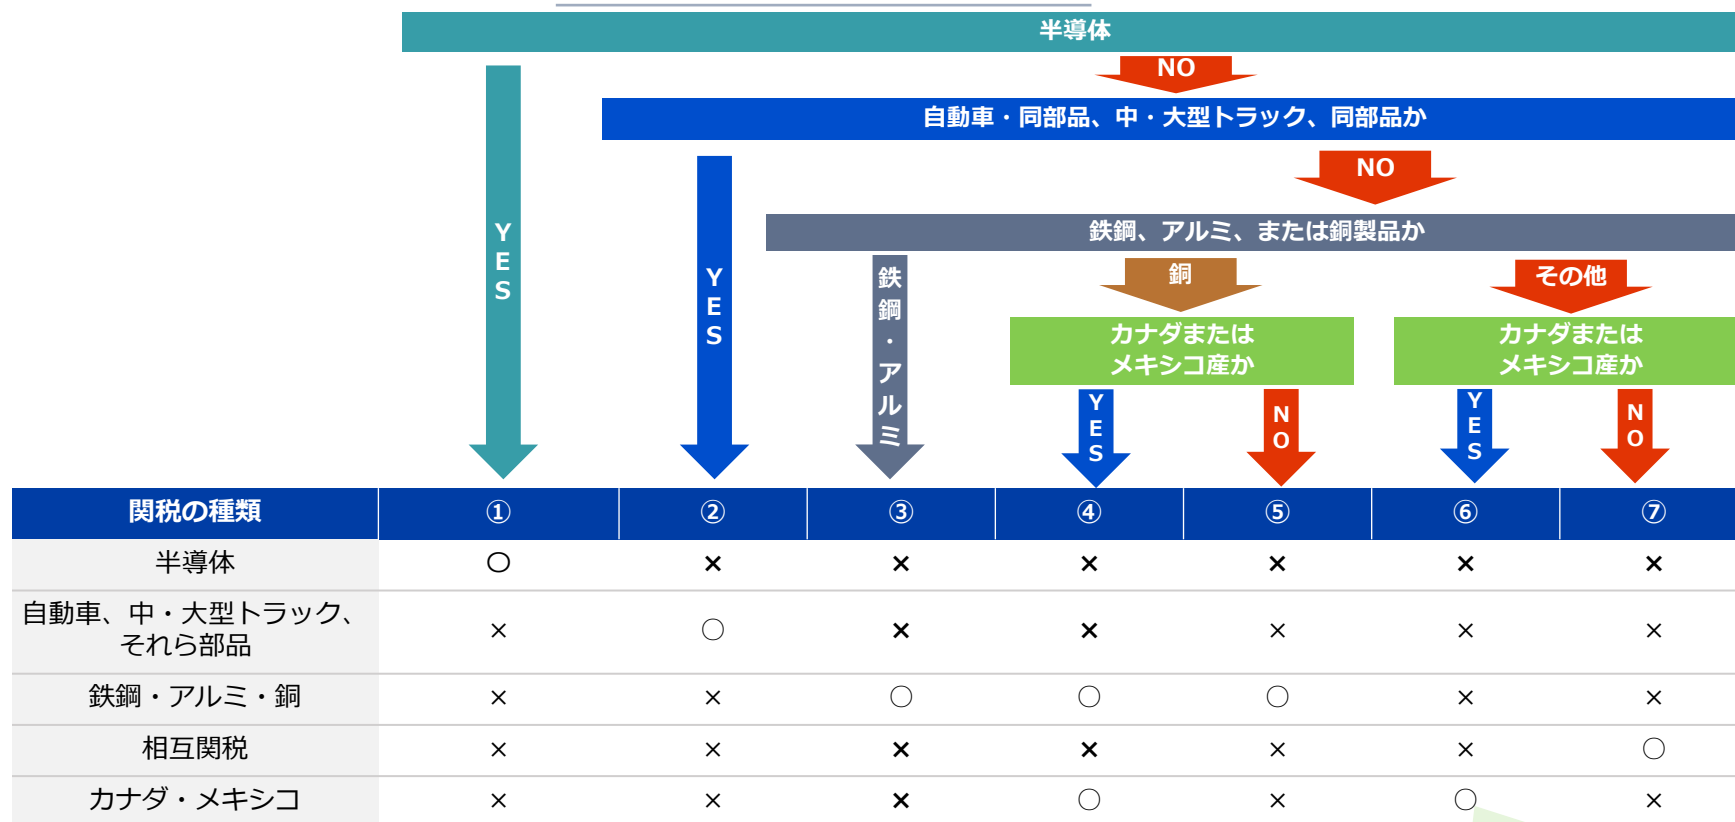 半導体
NO
自動車・同部品、中・大型トラック、同部品か
NO
鉄鋼、アルミ、または銅製品か
YES
YES
鉄鋼・アルミ
銅
その他
カナダまたは
メキシコ産か
カナダまたは
メキシコ産か
YES
NO
YES
NO
関税の種類 ① ② ③ ④ ⑤ ⑥ ⑦
半導体 〇 × × × × × ×
自動車、中・大型トラック、
それら部品 × 〇 × × × × ×
鉄鋼・アルミ・銅 × × 〇 〇 〇 × ×
相互関税 × × × × × × 〇
カナダ・メキシコ × × × 〇 × 〇 ×